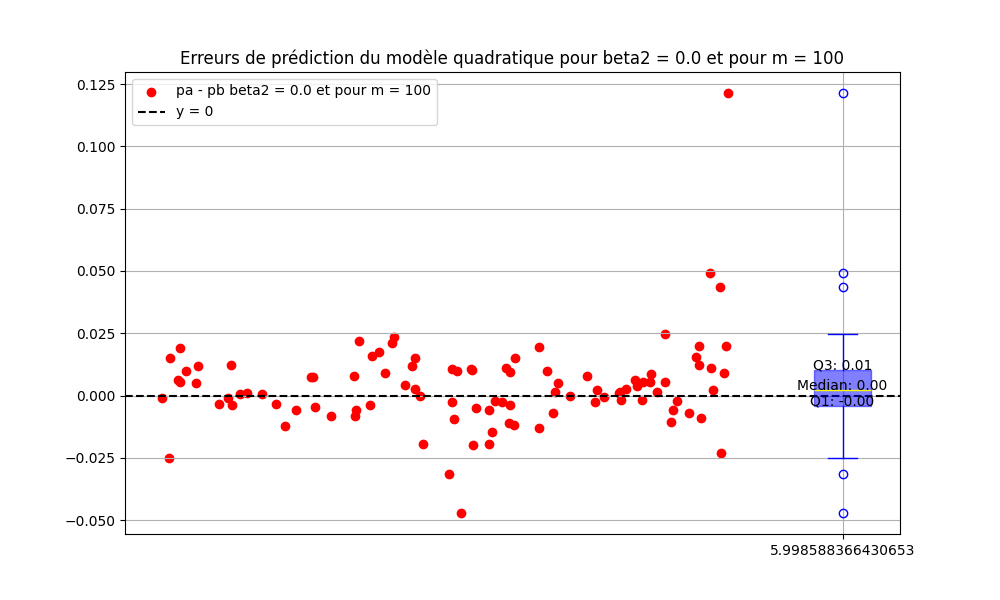 Erreurs de prédiction du modèle quadratique pour beta2 = 0.0 et pour m = 100
pa - pb beta2 = 0.0 et pour m = 100
y = 0
0.125
0.100
0.075
0.050
0.025
0.000
−0.025
−0.050
Q3: 0.01
Median: 0.00
Q1: -0.00
5.998588366430653